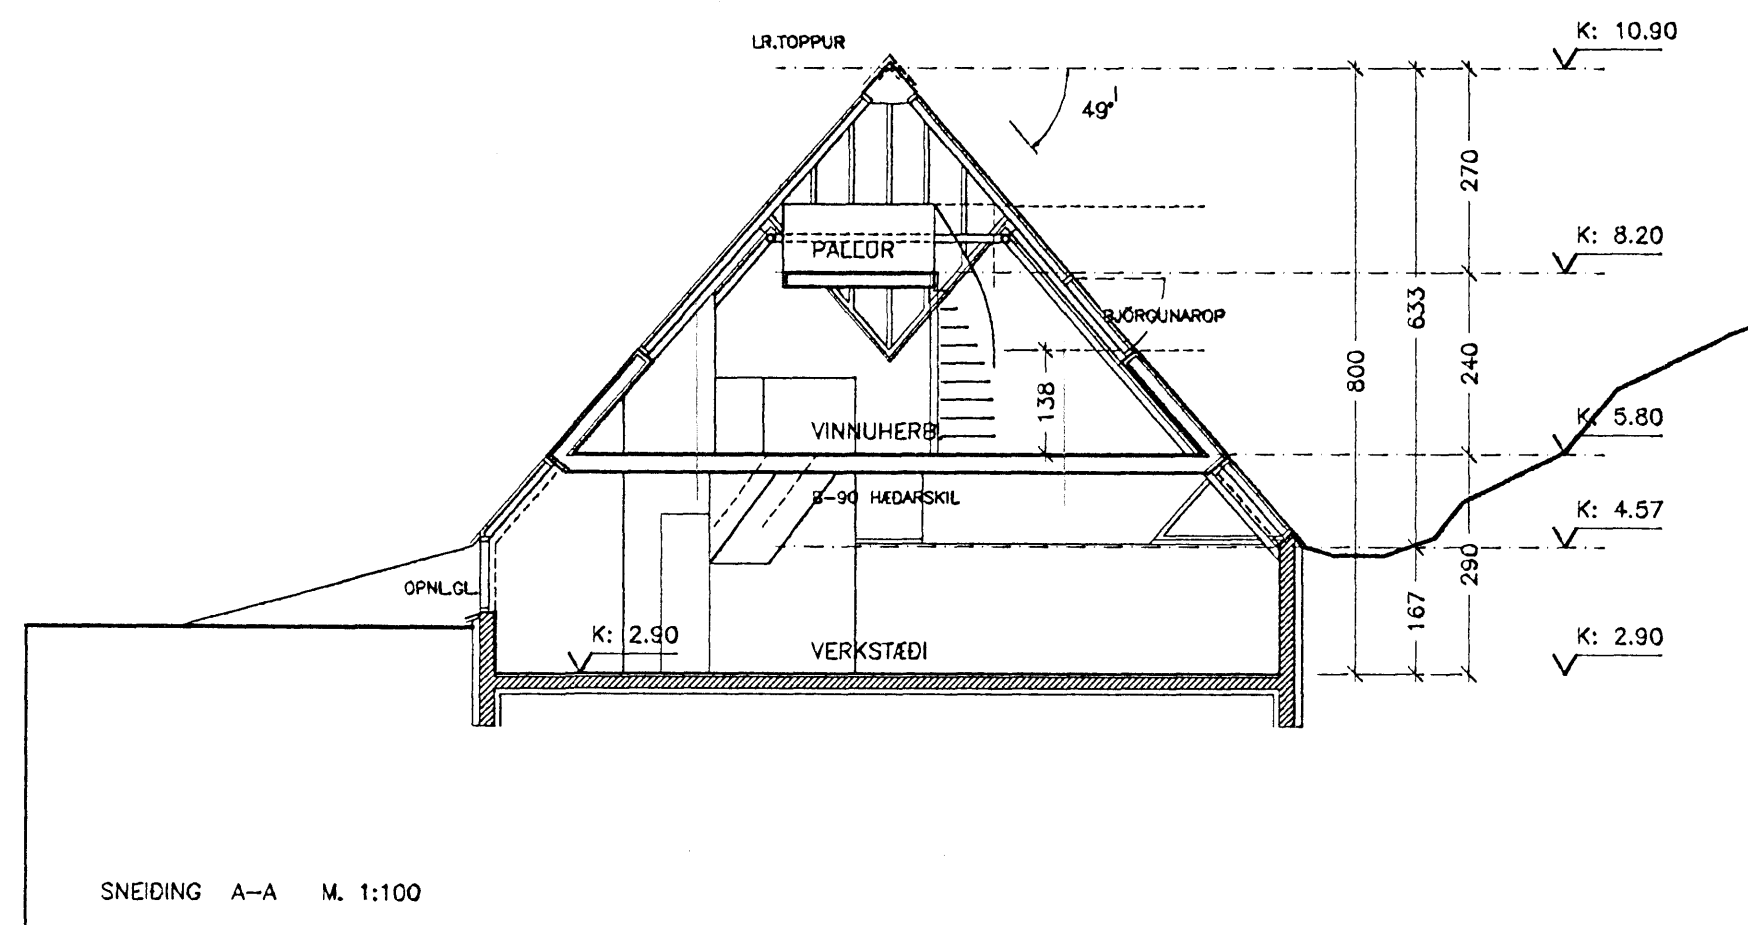 LR.TOPPUR
K: 10.90
49°
270
PALLUR
K: 8.20
BJÖRGUNAROP
633
800
240
138
VINNUHERB
K: 5.80
B-90 HÆÐARSKIL
K: 4.57
290
OPNL.GL.
167
K: 2.90
VERKSTÆÐI
K: 2.90
SNEIÐING A-A M. 1:100